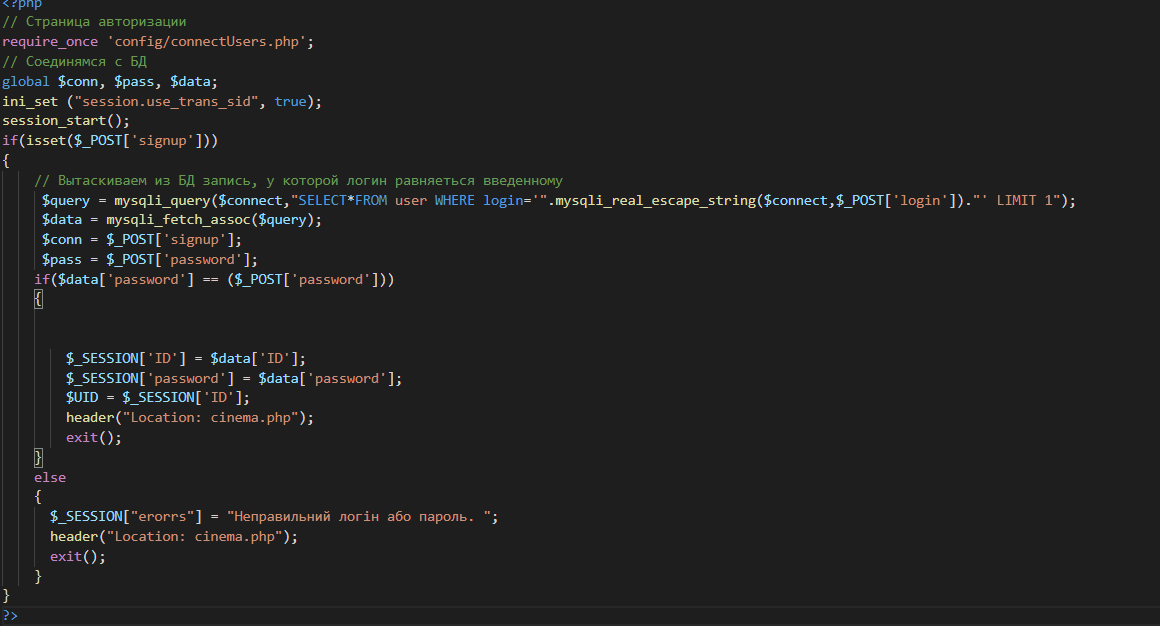 <?php
// Страница авторизации
require_once 'config/connectUsers.php';
// Соединямся с БД
global $conn, $pass, $data;
ini_set ("session.use_trans_sid", true);
session_start();
if(isset($_POST['signup']))
{
// Вытаскиваем из БД запись, у которой логин равняеться введенному
$query = mysqli_query($connect,"SELECT*FROM user WHERE login='".mysqli_real_escape_string($connect,$_POST['login'])."' LIMIT 1");
$data = mysqli_fetch_assoc($query);
$conn = $_POST['signup'];
$pass = $_POST['password'];
if($data['password'] == ($_POST['password']))
{
$_SESSION['ID'] = $data['ID'];
$_SESSION['password'] = $data['password'];
$UID = $_SESSION['ID'];
header("Location: cinema.php");
exit();
}
else
{
$_SESSION["erorrs"] = "Неправильний логін або пароль. ";
header("Location: cinema.php");
exit();
}
}
?>